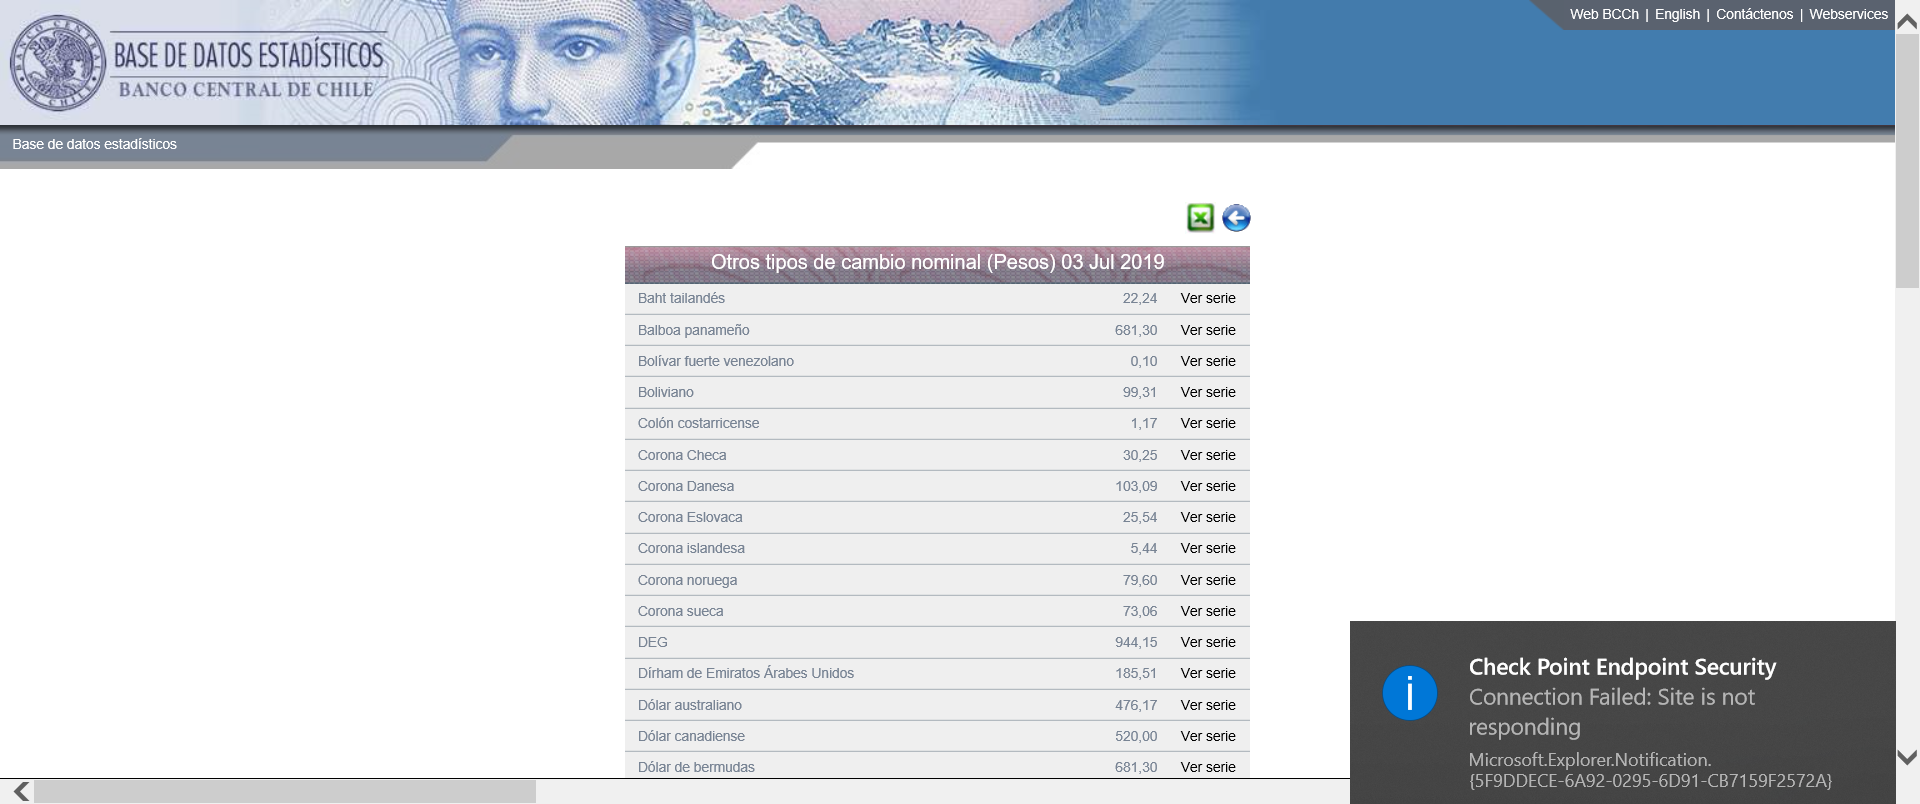 Web BCCh | English | Contáctenos | Webservices
BANCO CENTRAL DE CHILE
BASE DE DATOS ESTADÍSTICOS
BANCO CENTRAL DE CHILE
Base de datos estadísticos
Otros tipos de cambio nominal (Pesos) 03 Jul 2019
Baht tailandés 22,24 Ver serie
Balboa panameño 681,30 Ver serie
Bolívar fuerte venezolano 0,10 Ver serie
Boliviano 99,31 Ver serie
Colón costarricense 1,17 Ver serie
Corona Checa 30,25 Ver serie
Corona Danesa 103,09 Ver serie
Corona Eslovaca 25,54 Ver serie
Corona islandesa 5,44 Ver serie
Corona noruega 79,60 Ver serie
Corona sueca 73,06 Ver serie
DEG 944,15 Ver serie
Dírham de Emiratos Árabes Unidos 185,51 Ver serie
Dólar australiano 476,17 Ver serie
Dólar canadiense 520,00 Ver serie
Dólar de bermudas 681,30 Ver serie
Check Point Endpoint Security
Connection Failed: Site is not
responding
Microsoft.Explorer.Notification.
{5F9DDECE-6A92-0295-6D91-CB7159F2572A}